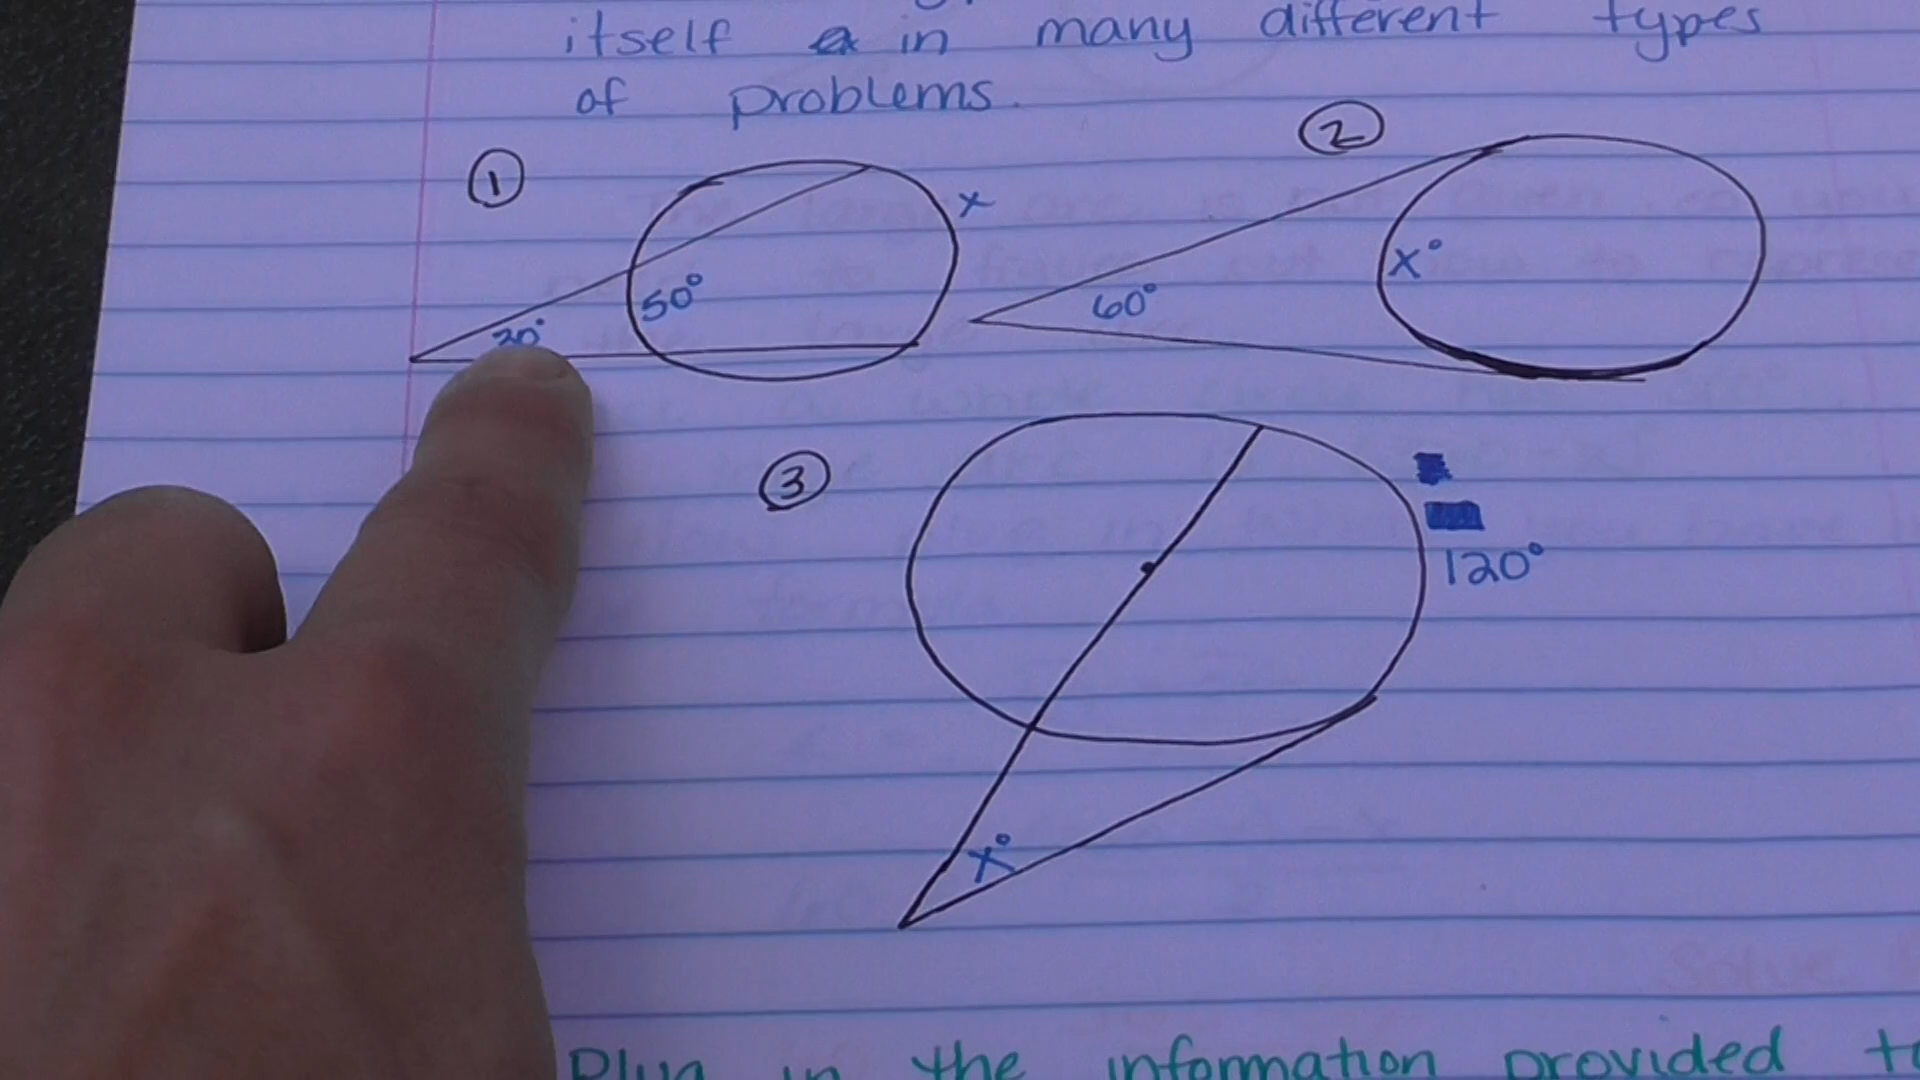 itself in many different types
of problems.
1
2
x
50°
x°
60°
3
120°
x°
Plug in the information provided